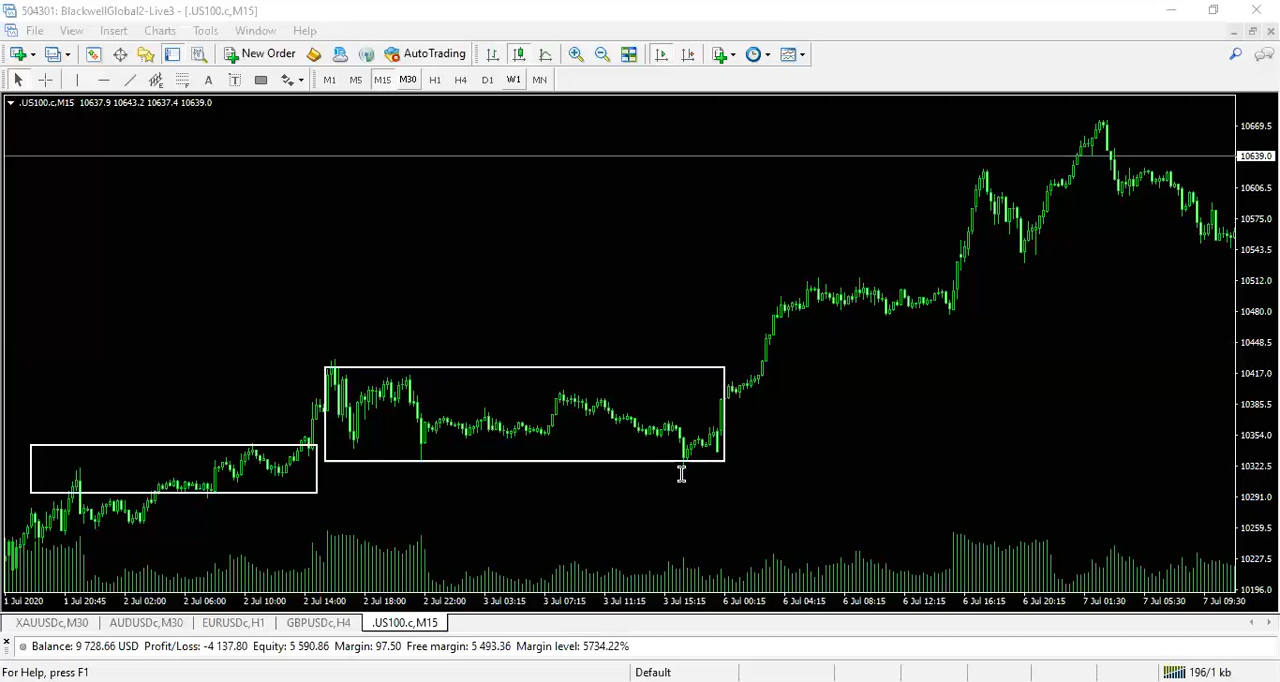 504301: BlackwellGlobal2-Live3 - [.US100.c,M15]
File View Insert Charts Tools Window Help
New Order AutoTrading
A T M1 M5 M15 M30 H1 H4 D1 W1 MN
.US100.c,M15 10637.9 10643.2 10637.4 10639.0
10669.5
10639.0
10606.5
10575.0
10543.5
10512.0
10480.0
10448.5
10417.0
10385.5
10354.0
10322.5
10291.0
10259.5
10227.5
10196.0
1 Jul 2020 1 Jul 20:45 2 Jul 02:00 2 Jul 06:00 2 Jul 10:00 2 Jul 14:00 2 Jul 18:00 2 Jul 22:00 3 Jul 03:15 3 Jul 07:15 3 Jul 11:15 3 Jul 15:15 6 Jul 00:15 6 Jul 04:15 6 Jul 08:15 6 Jul 12:15 6 Jul 16:15 6 Jul 20:15 7 Jul 01:30 7 Jul 05:30 7 Jul 09:30
XAUUSDc,M30 AUDUSDc,M30 EURUSDc,H1 GBPUSDc,H4 .US100.c,M15
Balance: 9 728.66 USD Profit/Loss: -4 137.80 Equity: 5 590.86 Margin: 97.50 Free margin: 5 493.36 Margin level: 5734.22%
For Help, press F1 Default 196/1 kb